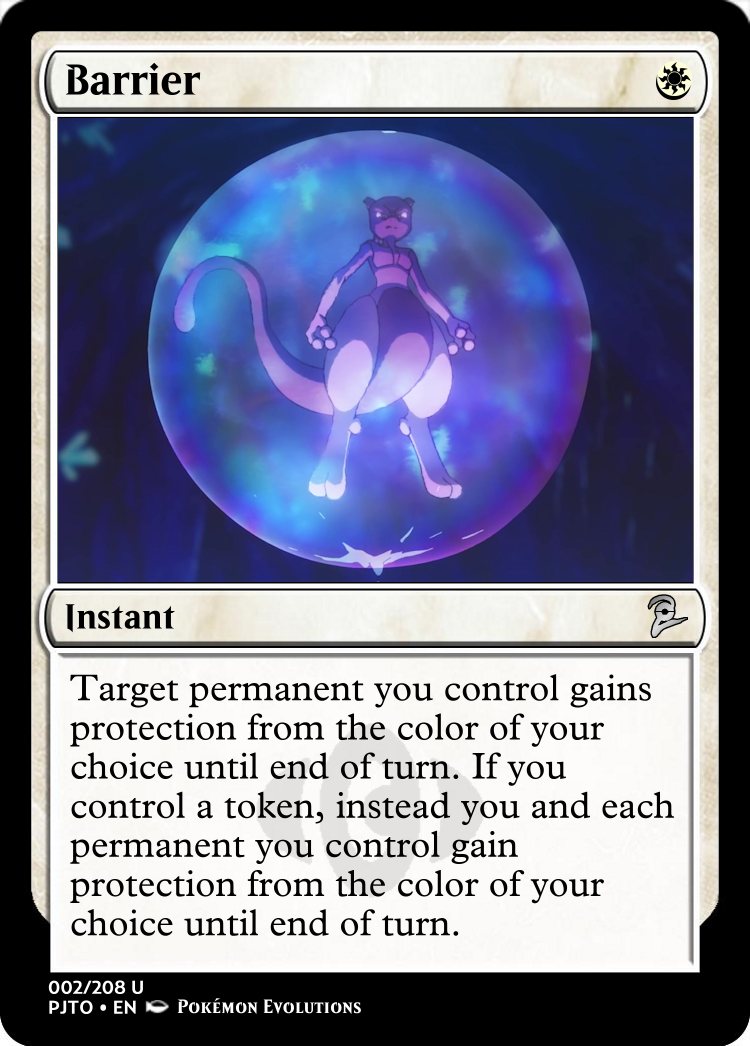 Barrier
Instant
Target permanent you control gains
protection from the color of your
choice until end of turn. If you
control a token, instead you and each
permanent you control gain
protection from the color of your
choice until end of turn.
002/208 U
PJTO • EN Pokémon Evolutions